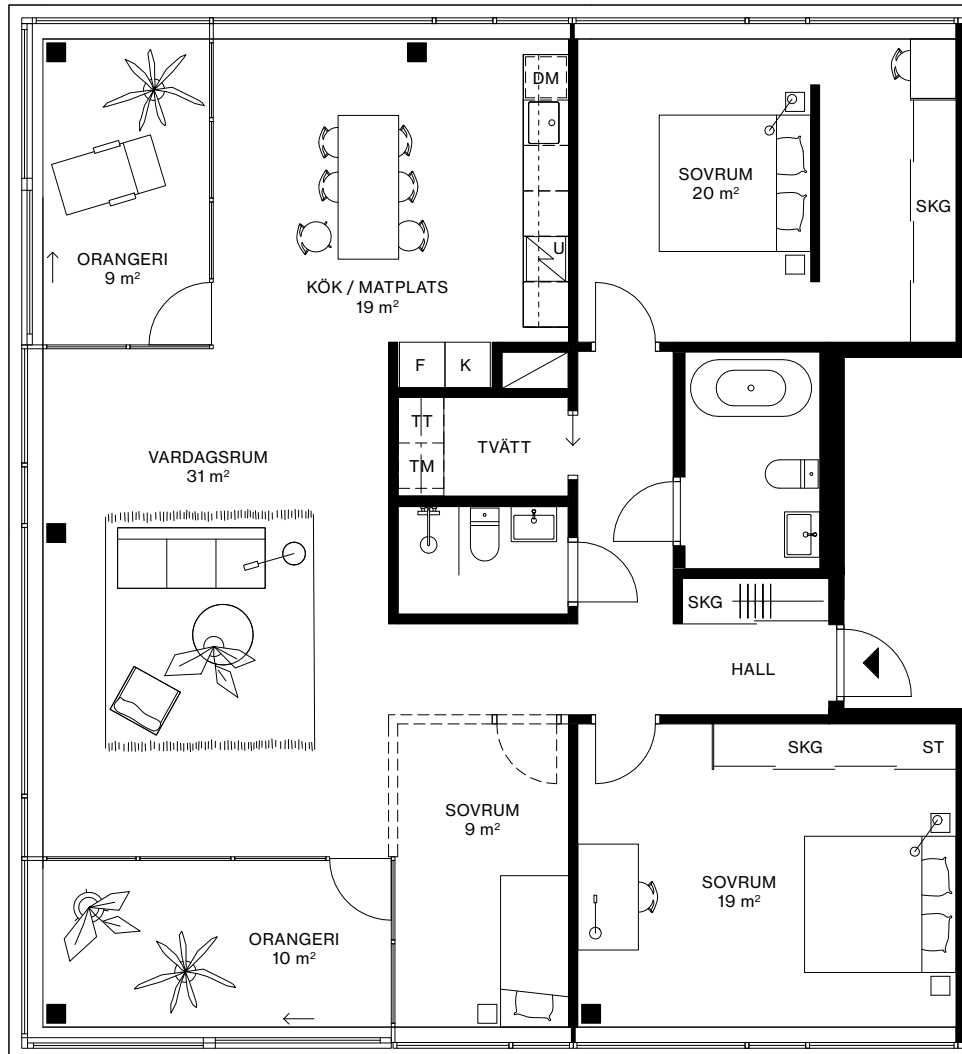 DM
SOVRUM
20 m²
SKG
ORANGERI
9 m²
U
KÖK / MATPLATS
19 m²
F
K
TT
TVÄTT
TM
VARDAGSRUM
31 m²
SKG
HALL
SKG
ST
SOVRUM
9 m²
SOVRUM
19 m²
ORANGERI
10 m²